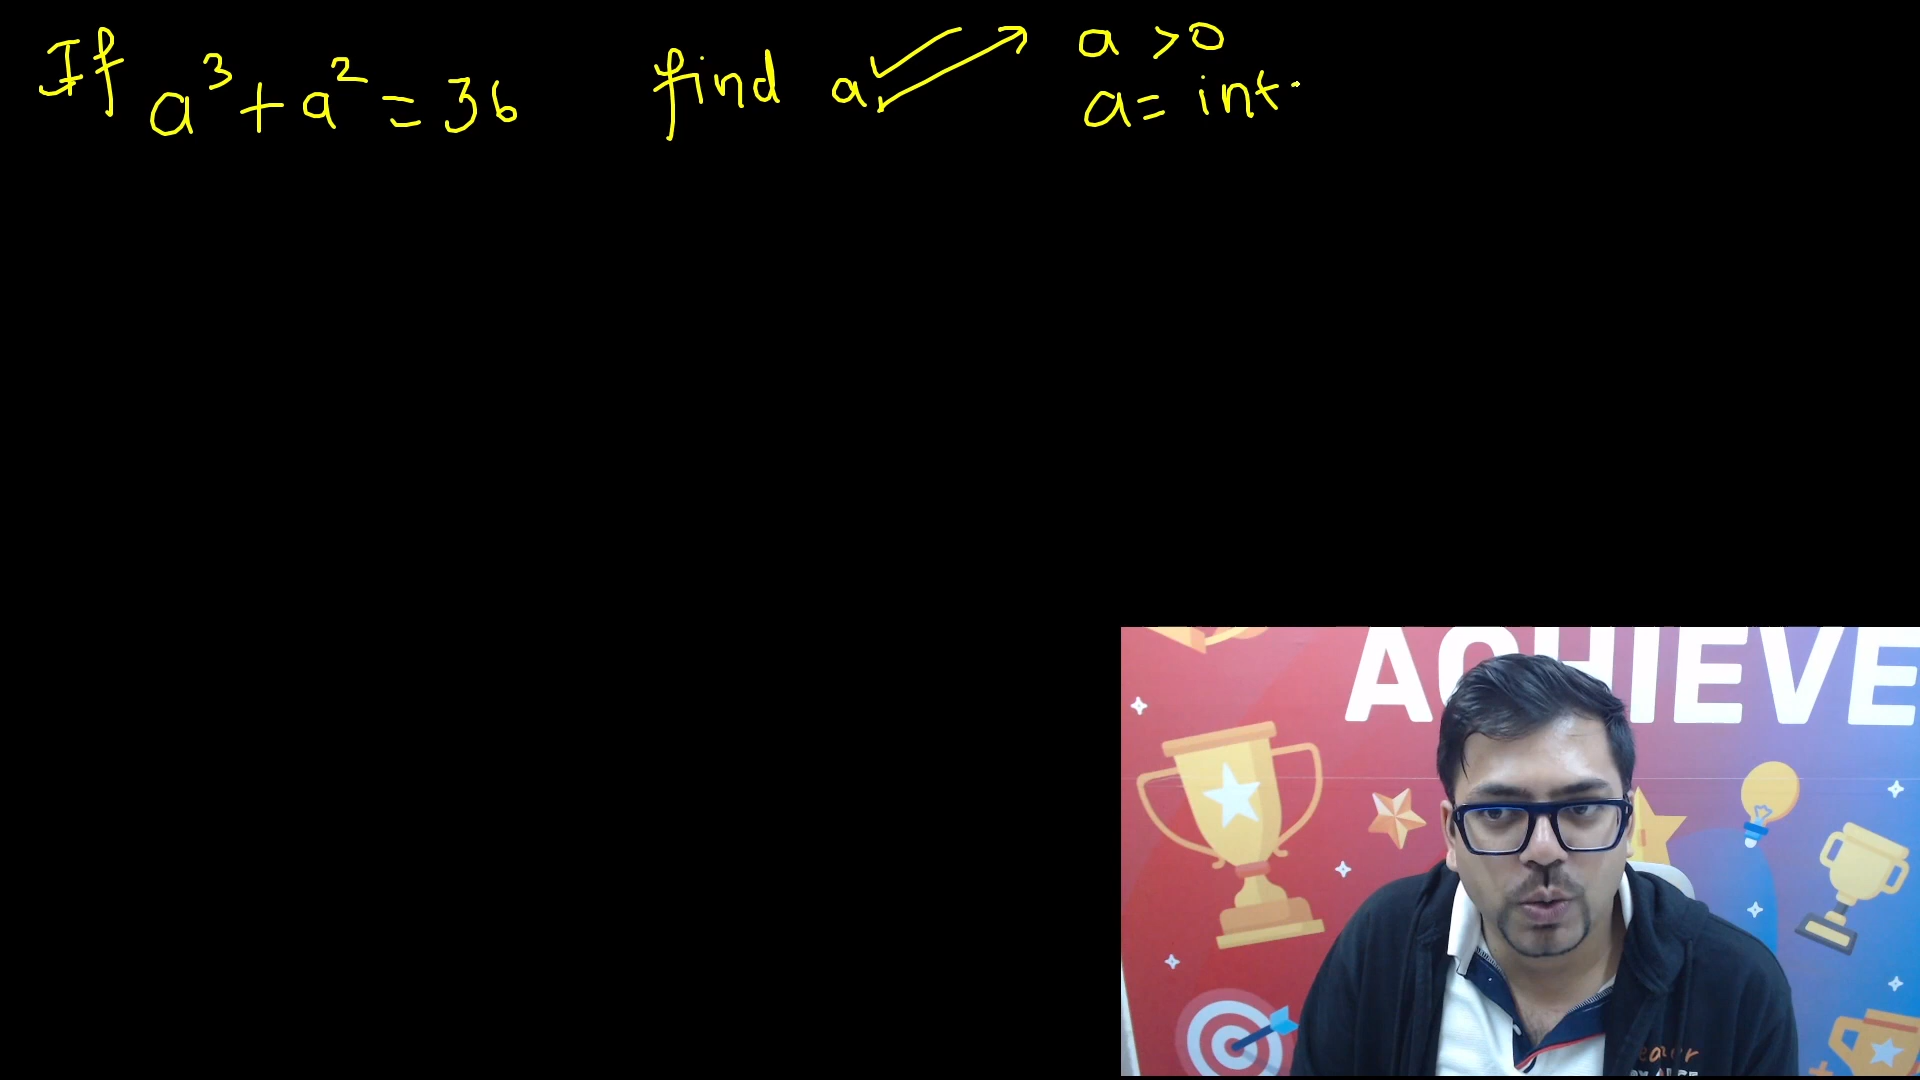 If a³ + a² = 36 find a. a > 0
a = int.
ACHIEVE